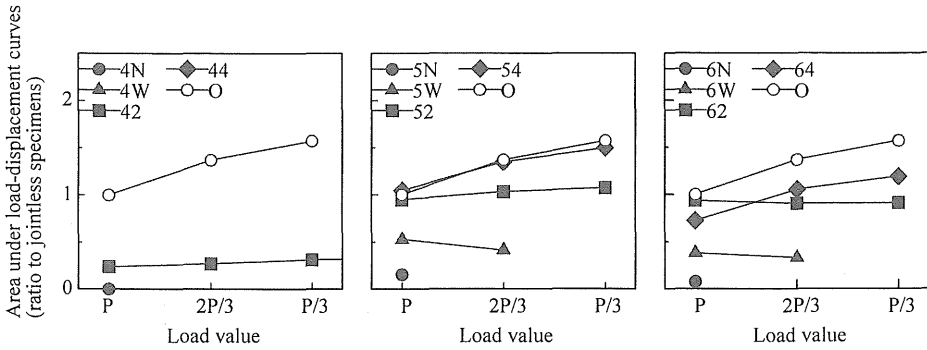 Area under load-displacement curves
(ratio to jointless specimens)
2
1
0
4N 44
4W O
42
P 2P/3 P/3
Load value
5N 54
5W O
52
P 2P/3 P/3
Load value
6N 64
6W O
62
P 2P/3 P/3
Load value